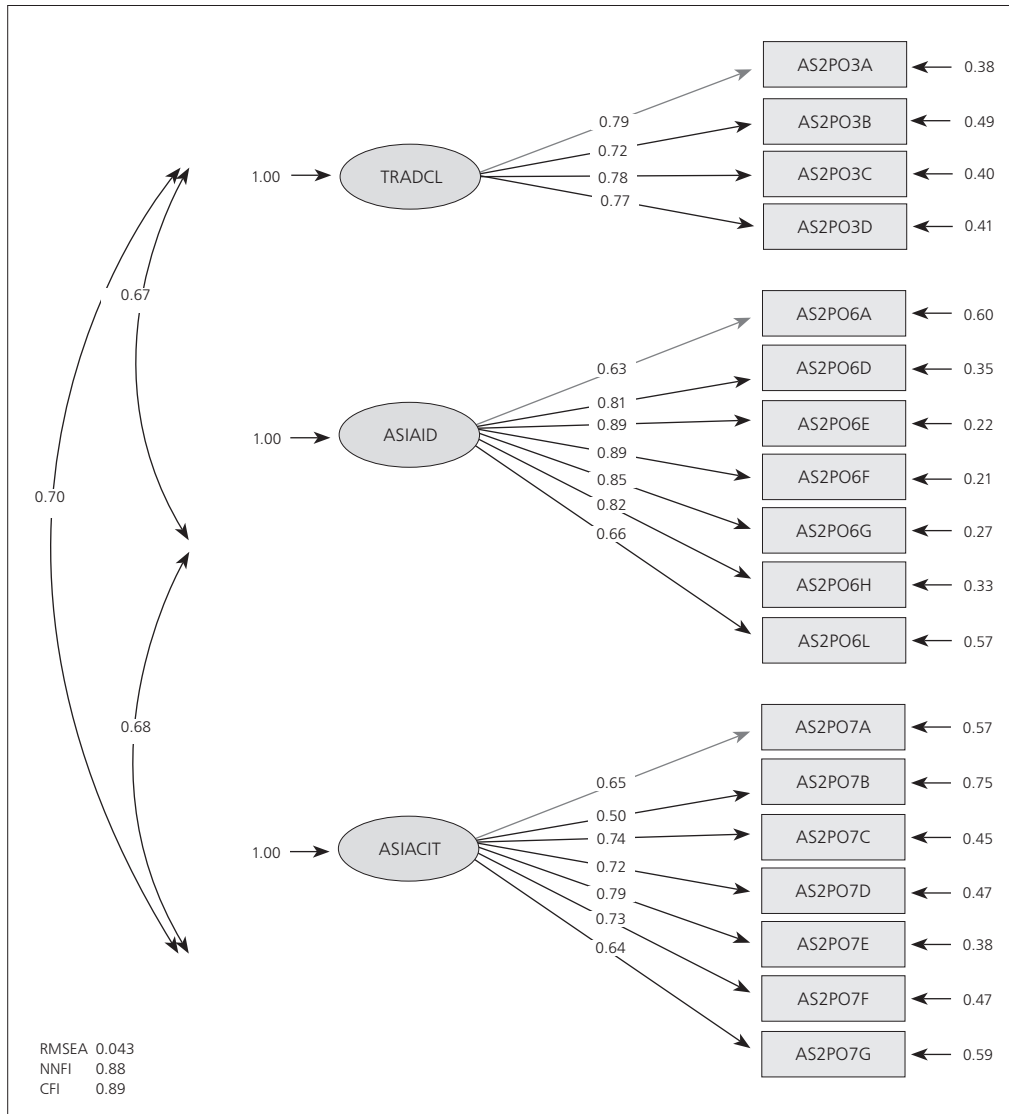 AS2PO3A 0.38
0.79
AS2PO3B 0.49
0.72
1.00 TRADCL 0.78 AS2PO3C 0.40
0.77
AS2PO3D 0.41
0.67
AS2PO6A 0.60
0.63
AS2PO6D 0.35
0.81
0.89 AS2PO6E 0.22
1.00 ASIAID
0.89
AS2PO6F 0.21
0.85
0.70
0.82
AS2PO6G 0.27
0.66
AS2PO6H 0.33
AS2PO6L 0.57
0.68
AS2PO7A 0.57
0.65
AS2PO7B 0.75
0.50
0.74 AS2PO7C 0.45
1.00 ASIACIT
0.72
AS2PO7D 0.47
0.79
0.73
AS2PO7E 0.38
0.64
AS2PO7F 0.47
AS2PO7G 0.59
RMSEA 0.043
NNFI 0.88
CFI 0.89